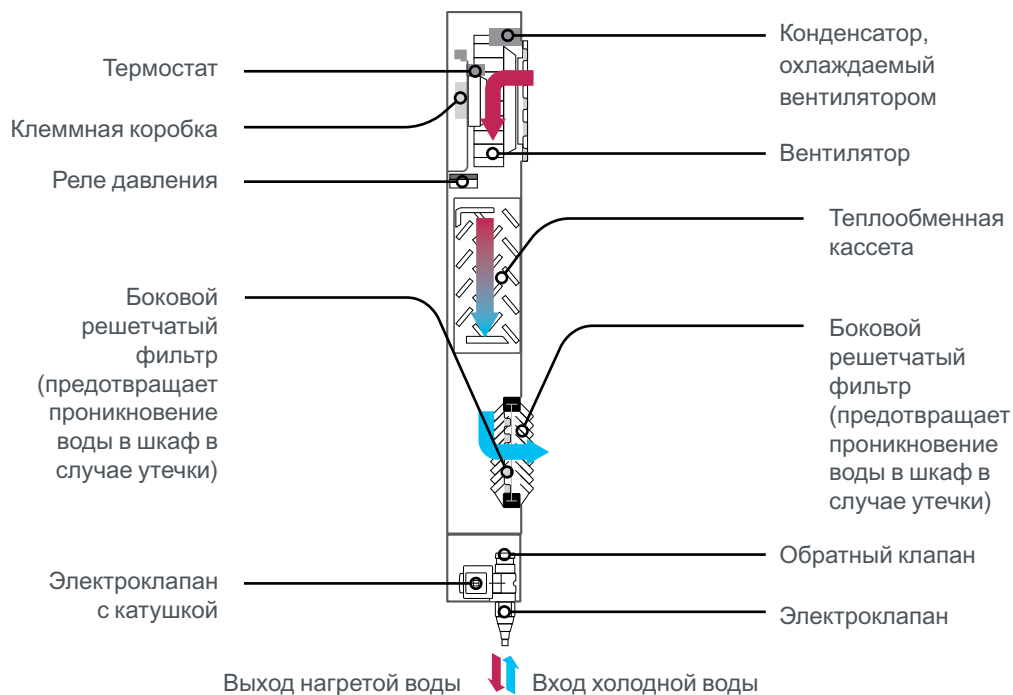 Термостат
Клеммная коробка
Реле давления
Боковой
решетчатый
фильтр
(предотвращает
проникновение
воды в шкаф в
случае утечки)
Электроклапан
с катушкой
Конденсатор,
охлаждаемый
вентилятором
Вентилятор
Теплообменная
кассета
Боковой
решетчатый
фильтр
(предотвращает
проникновение
воды в шкаф в
случае утечки)
Обратный клапан
Электроклапан
Выход нагретой воды
Вход холодной воды